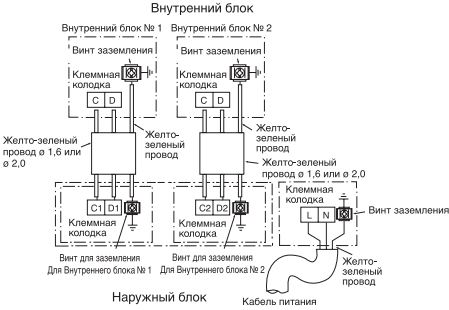 Внутренний блок
Внутренний блок № 1
Внутренний блок № 2
Винт заземления
Винт заземления
Клеммная
колодка
Клеммная
колодка
C D
C D
Желто-зеленый
провод ø 1,6 или
ø 2,0
Желто-
зеленый
провод
Желто-
зеленый
провод
Желто-зеленый
провод ø 1,6 или ø 2,0
C1 D1
C2 D2
Клеммная
колодка
Клеммная
колодка
Клеммная
колодка
L N
Винт заземления
Винт для заземления
Для Внутреннего блока № 1
Винт для заземления
Для Внутреннего блока № 2
Желто-
зеленый
провод
Наружный блок
Кабель питания